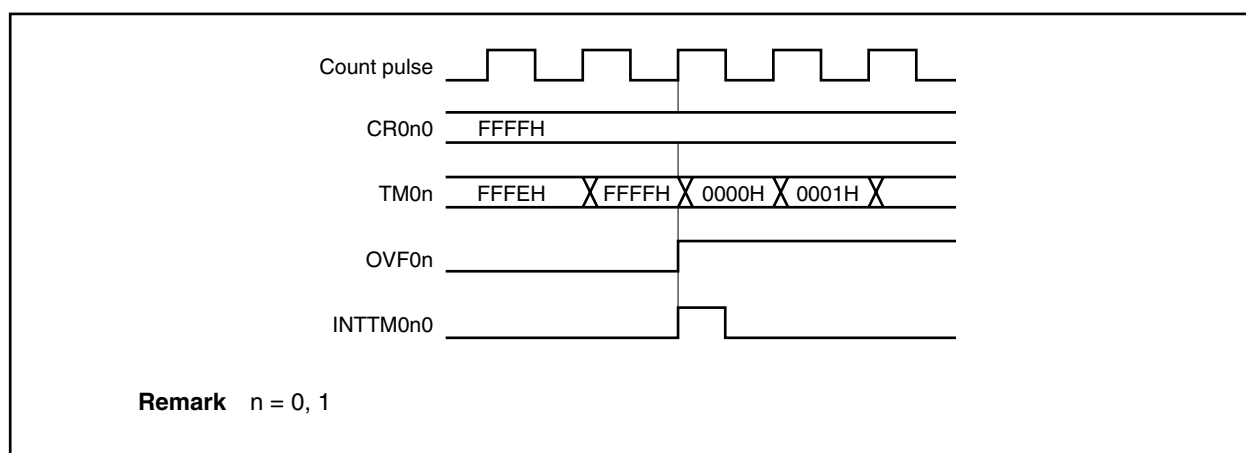 Count pulse
CR0n0 FFFFH
TM0n FFFEH FFFFH 0000H 0001H
OVF0n
INTTM0n0
Remark n = 0, 1